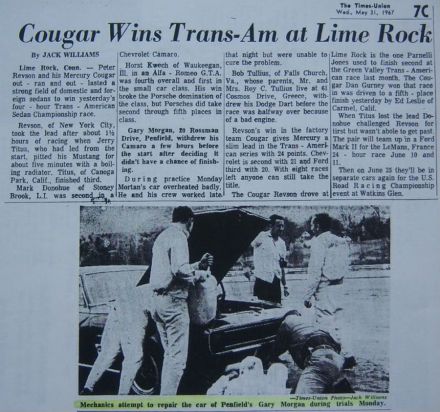 The Times-Union
Wed., May 31, 1967
7C
Cougar Wins Trans-Am at Lime Rock
By JACK WILLIAMS
Lime Rock, Conn. — Peter
Revson and his Mercury Cougar
out - ran and out - lasted a
strong field of domestic and for-
eign sedans to win yesterday's
four - hour Trans - American
Sedan Championship race.
Revson, of New York City,
took the lead after about 1½
hours of racing when Jerry
Titus, who had led from the
start, pitted his Mustang for
about five minutes with a boil-
ing radiator. Titus, of Canoga
Park, Calif., finished third.
Mark Donohue of Stoney
Brook, L.I. was second in a
Chevrolet Camaro.
Horst Kwech of Waukeegan,
Ill, in an Alfa - Romeo G.T.A.
was fourth overall and first in
the small car class. His win
broke the Porsche domination of
the class, but Porsches did take
second through fifth places in
class.
Gary Morgan, 29 Rossman
Drive, Penfield, withdrew his
Camaro a few hours before
the start after deciding it
didn't have a chance of finish-
ing.
During practice Monday
Mortan's car overheated badly.
He and his crew worked late
that night but were unable to
cure the problem.
Bob Tullius, of Falls Church,
Va., whose parents, Mr. and
Mrs. Roy C. Tullius live at 61
Cosmos Drive, Greece, with-
drew his Dodge Dart before the
race was halfway over because
of a bad engine.
Revson's win in the factory
team Cougar gives Mercury a
slim lead in the Trans - Amer-
ican series with 24 points. Chev-
rolet is second with 21 and Ford
third with 20. With eight races
left anyone can still take the
title.
The Cougar Revson drove at
Lime Rock is the one Parnelli
Jones used to finish second at
the Green Valley Trans - Ameri-
can race last month. The Cou-
gar Dan Gurney won that race
in was driven to a fifth - place
finish yesterday by Ed Leslie of
Carmel, Calif.
When Titus lost the lead Do-
nohue challenged Revson for
first but wasn't able to get past.
The pair will team up in a Ford
Mark II for the LeMans, France
24 - hour race June 10 and
11.
Then on June 25 they'll be in
separate cars again for the U.S.
Road Racing Championship
event at Watkins Glen.
—Times-Union Photo—Jack Williams
Mechanics attempt to repair the car of Penfield's Gary Morgan during trials Monday.